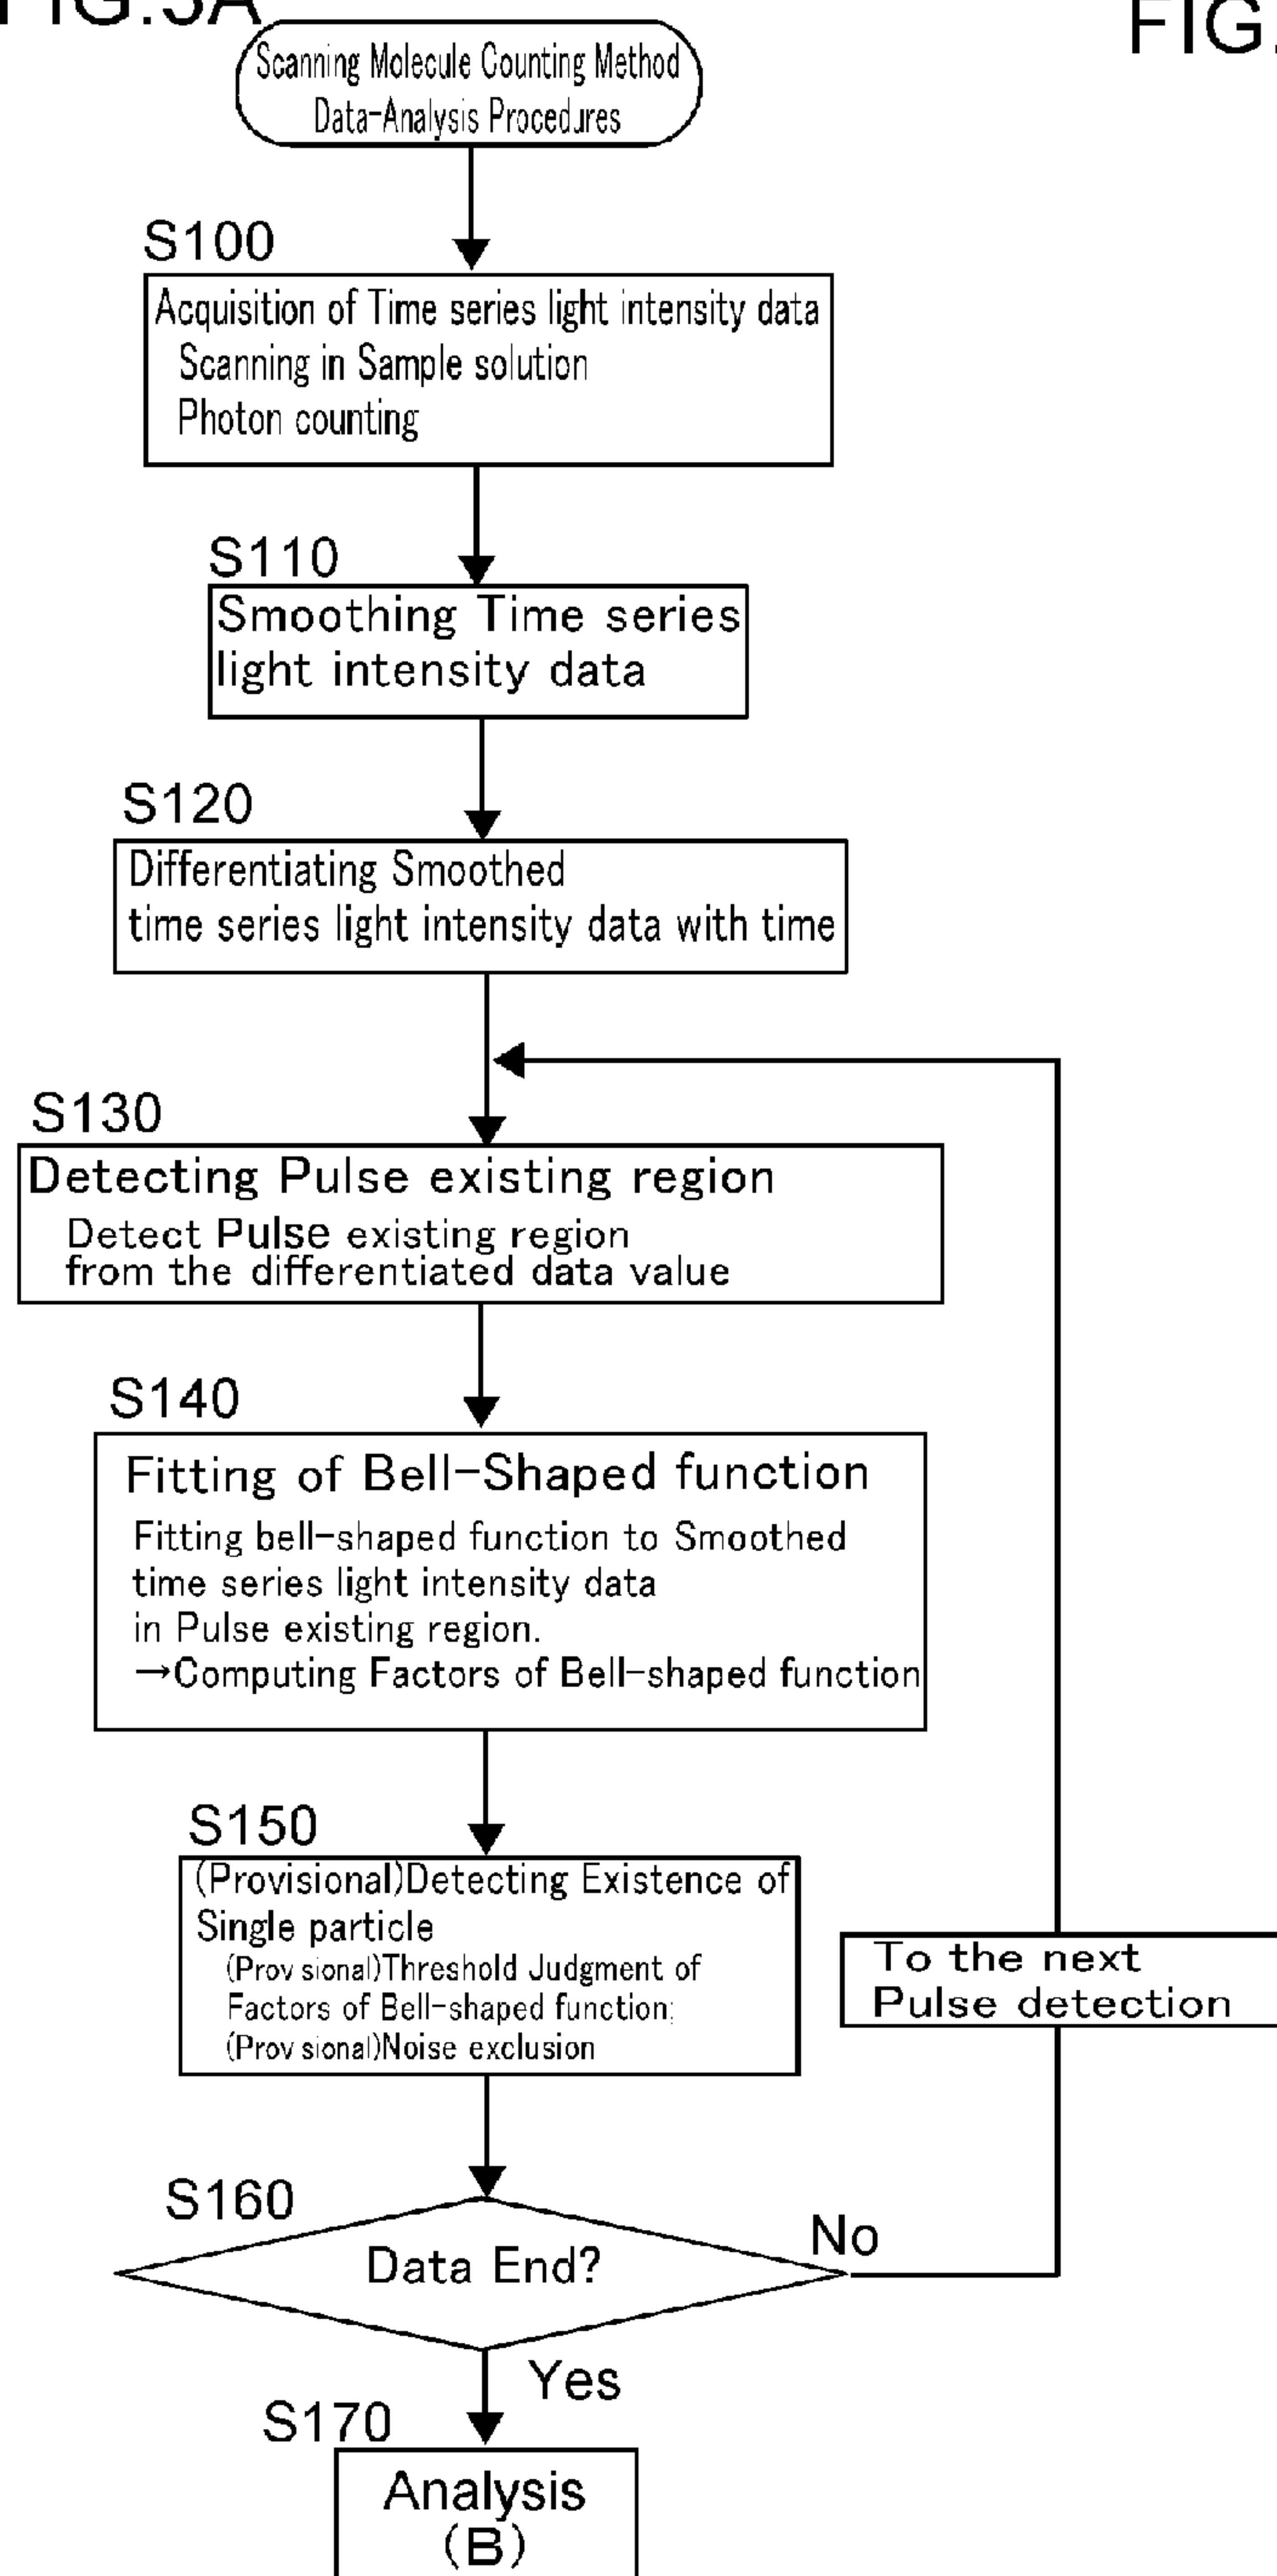 FIG.3A
FIG.
Scanning Molecule Counting Method
Data-Analysis Procedures
S100
Acquisition of Time series light intensity data
Scanning in Sample solution
Photon counting
S110
Smoothing Time series
light intensity data
S120
Differentiating Smoothed
time series light intensity data with time
S130
Detecting Pulse existing region
Detect Pulse existing region
from the differentiated data value
S140
Fitting of Bell-Shaped function
Fitting bell-shaped function to Smoothed
time series light intensity data
in Pulse existing region.
→Computing Factors of Bell-shaped function
S150
(Provisional)Detecting Existence of
Single particle
(Provisional)Threshold Judgment of
Factors of Bell-shaped function;
(Provisional)Noise exclusion
To the next
Pulse detection
S160
Data End?
No
Yes
S170
Analysis
(B)